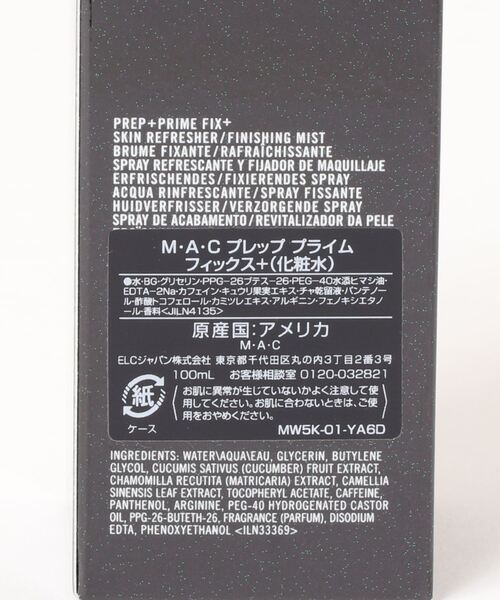 PREP+PRIME FIX+
SKIN REFRESHER/FINISHING MIST
BRUME FIXANTE/RAFRAÎCHISSANTE
SPRAY REFRESCANTE Y FIJADOR DE MAQUILLAJE
ERFRISCHENDES/FIXIERENDES SPRAY
ACQUA RINFRESCANTE/SPRAY FISSANTE
HUIDVERFRISSER/VERZORGENDE SPRAY
SPRAY DE ACABAMENTO/REVITALIZADOR DA PELE
M・A・C プレップ プライム
フィックス+(化粧水)
●水・BG・グリセリン・PPG-26ブテス-26・PEG-40水添ヒマシ油・
EDTA-2Na・カフェイン・キュウリ果実エキス・チャ乾留液・パンテノ
ール・酢酸トコフェロール・カミツレエキス・アルギニン・フェノキシエタノ
ール・香料<JILN4135>
原産国:アメリカ
M・A・C
ELCジャパン株式会社 東京都千代田区丸の内3丁目2番3号
100mL お客様相談室 0120-032821
紙
ケース
お肌に異常が生じていないかよく注意して使
用してください。お肌に合わないときは、ご使
用をおやめください。
MW5K-01-YA6D
INGREDIENTS: WATER\AQUA\EAU, GLYCERIN, BUTYLENE
GLYCOL, CUCUMIS SATIVUS (CUCUMBER) FRUIT EXTRACT,
CHAMOMILLA RECUTITA (MATRICARIA) EXTRACT, CAMELLIA
SINENSIS LEAF EXTRACT, TOCOPHERYL ACETATE, CAFFEINE,
PANTHENOL, ARGININE, PEG-40 HYDROGENATED CASTOR
OIL, PPG-26-BUTETH-26, FRAGRANCE (PARFUM), DISODIUM
EDTA, PHENOXYETHANOL <ILN33369>